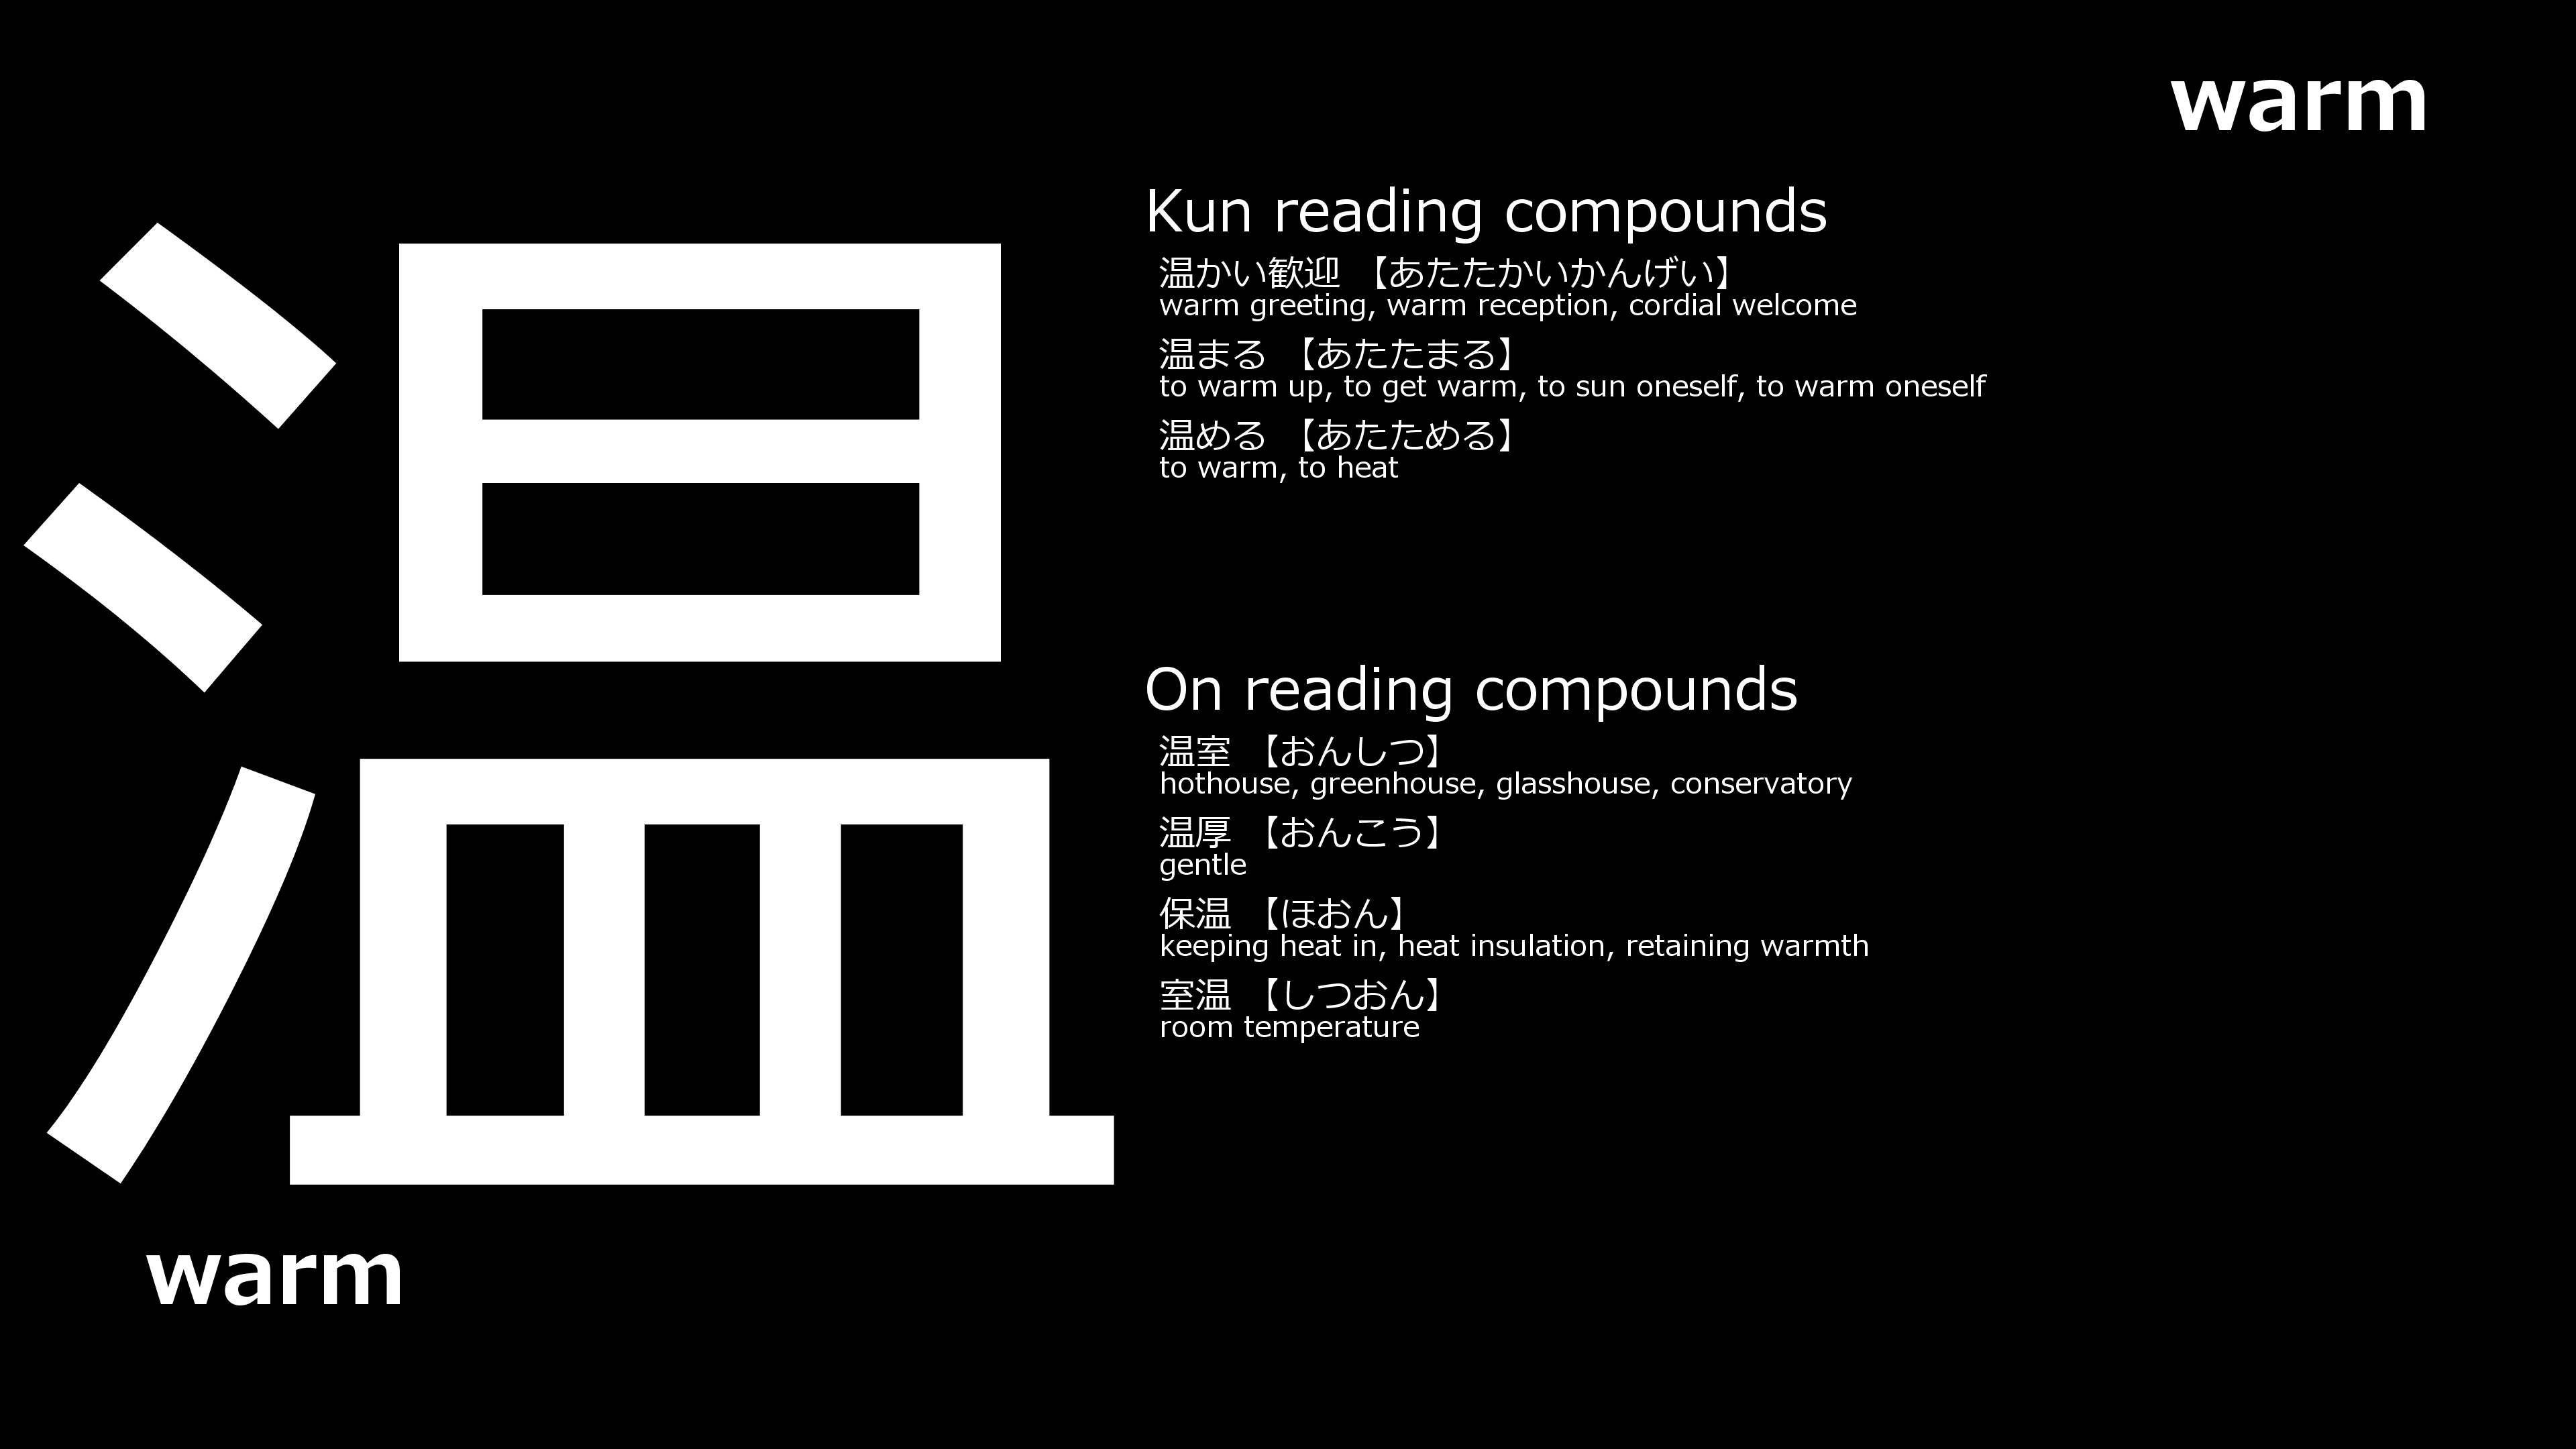 warm
温
Kun reading compounds
温かい歓迎 【あたたかいかんげい】
warm greeting, warm reception, cordial welcome
温まる 【あたたまる】
to warm up, to get warm, to sun oneself, to warm oneself
温める 【あたためる】
to warm, to heat
On reading compounds
温室 【おんしつ】
hothouse, greenhouse, glasshouse, conservatory
温厚 【おんこう】
gentle
保温 【ほおん】
keeping heat in, heat insulation, retaining warmth
室温 【しつおん】
room temperature
warm